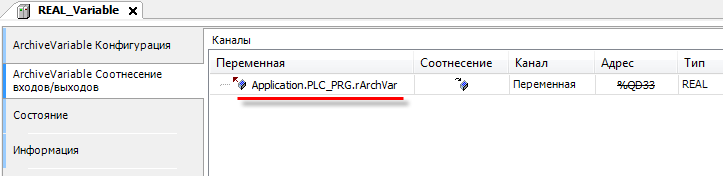 REAL_Variable
ArchiveVariable Конфигурация
ArchiveVariable Соотнесение
входов/выходов
Состояние
Информация
Каналы
Переменная Соотнесение Канал Адрес Тип
Application.PLC_PRG.rArchVar Переменная %QD33 REAL